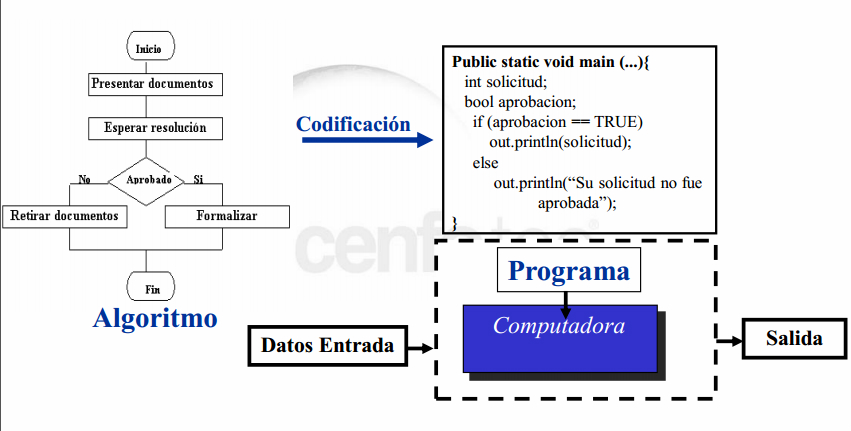 Inicio
Presentar documentos
Esperar resolución
No
Aprobado
Si
Retirar documentos
Formalizar
Fin
Algoritmo
Codificación
Public static void main (...){
int solicitud;
bool aprobacion;
if (aprobacion == TRUE)
out.println(solicitud);
else
out.println(“Su solicitud no fue
aprobada”);
}
Programa
Computadora
Datos Entrada
Salida